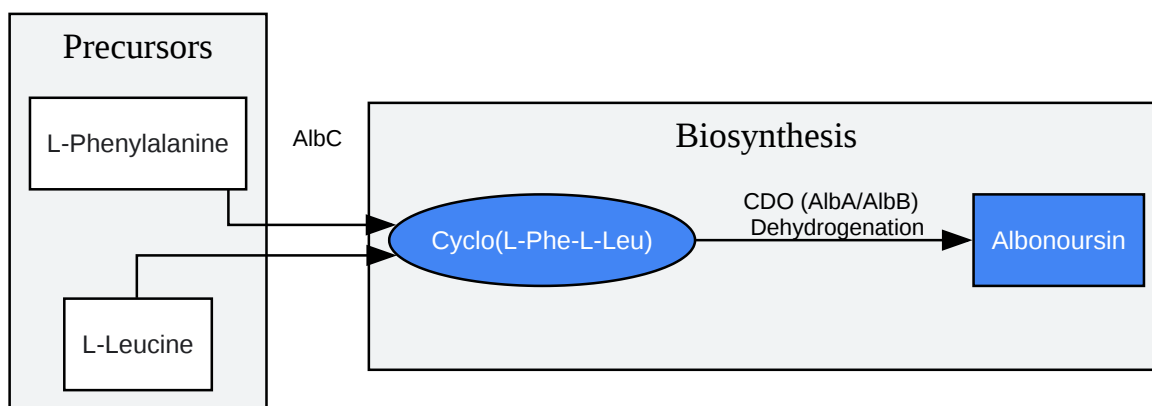 Precursors
L-Phenylalanine
L-Leucine
AlbC
Biosynthesis
Cyclo(L-Phe-L-Leu)
CDO (AlbA/AlbB)
Dehydrogenation
Albonoursin